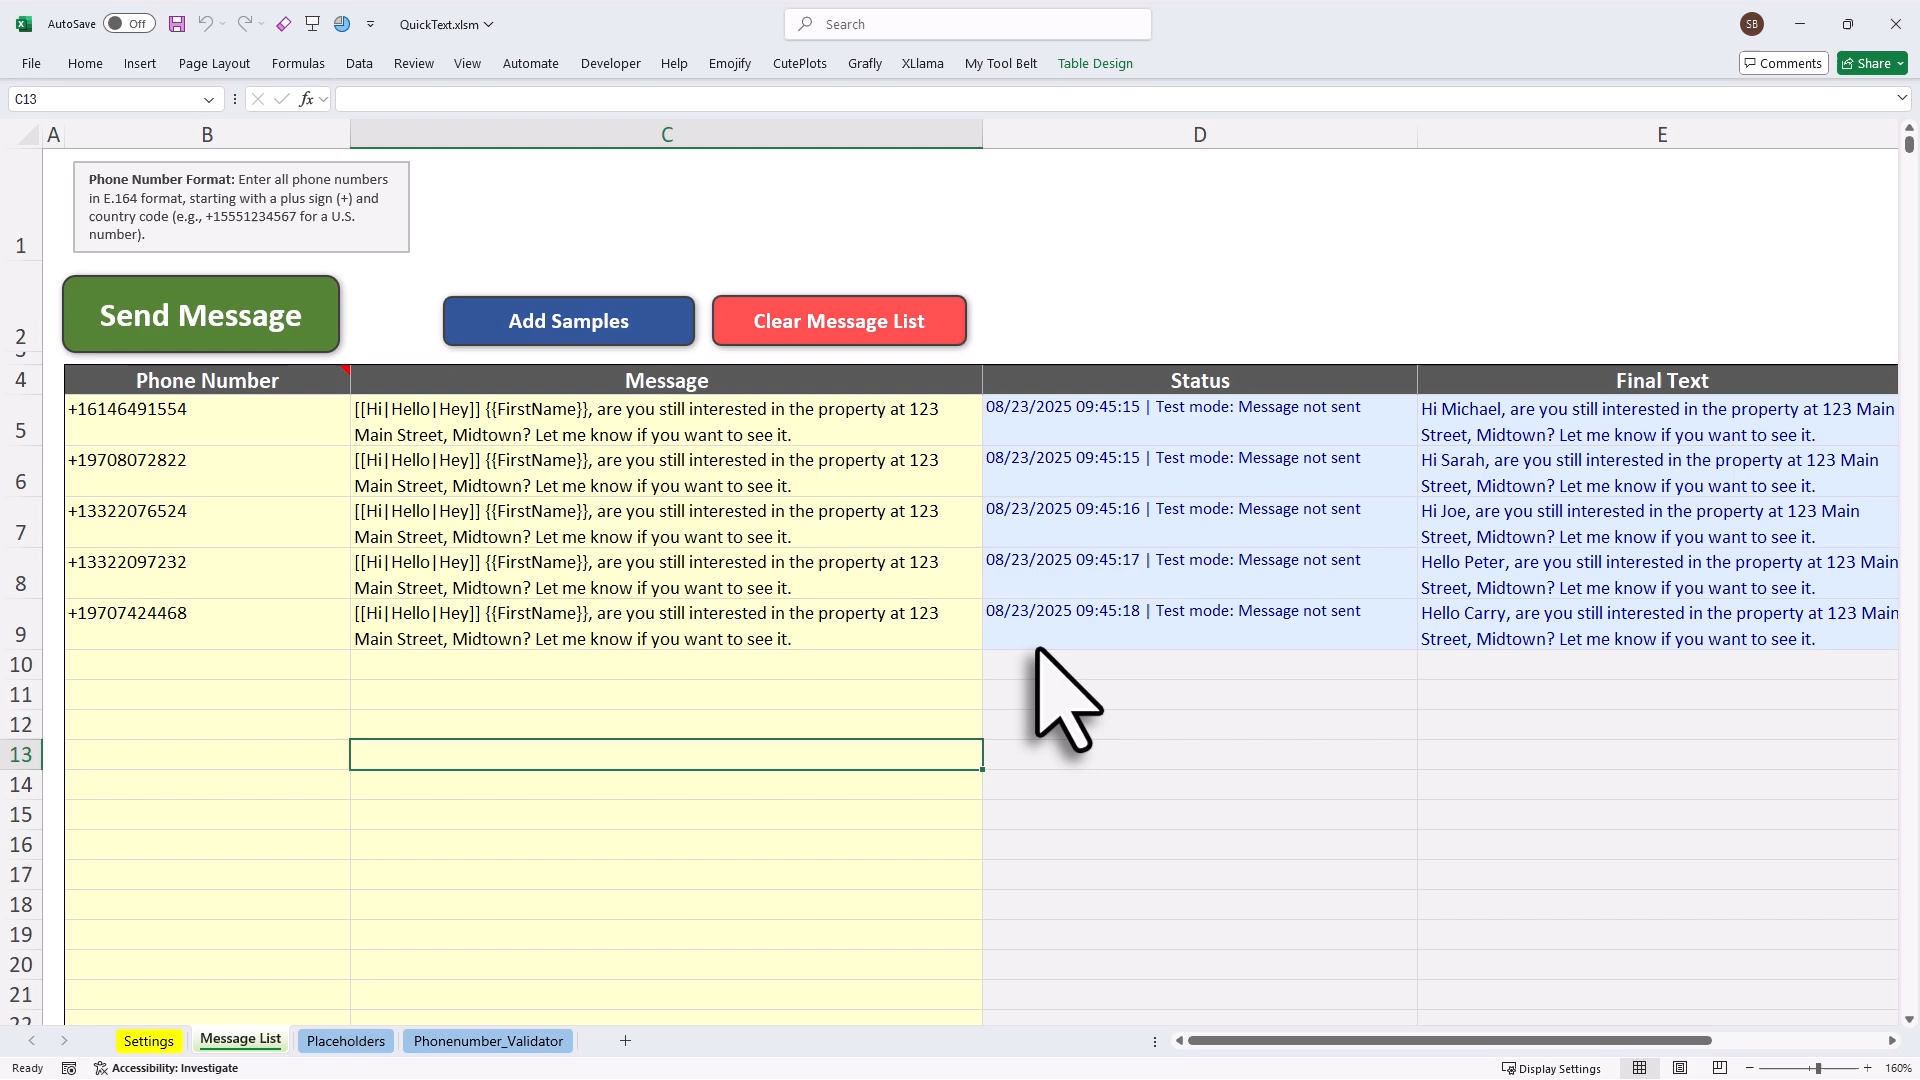 AutoSave Off QuickText.xlsm Search SB
File Home Insert Page Layout Formulas Data Review View Automate Developer Help Emojify CutePlots Grafly XLlama My Tool Belt Table Design Comments Share
C13 fx
A B C D E
Phone Number Format: Enter all phone numbers
in E.164 format, starting with a plus sign (+) and
country code (e.g., +15551234567 for a U.S.
number).
1
Send Message Add Samples Clear Message List
2
3
4 Phone Number Message Status Final Text
+16146491554 [[Hi|Hello|Hey]] {{FirstName}}, are you still interested in the property at 123 08/23/2025 09:45:15 | Test mode: Message not sent Hi Michael, are you still interested in the property at 123 Main
5 Main Street, Midtown? Let me know if you want to see it. Street, Midtown? Let me know if you want to see it.
+19708072822 [[Hi|Hello|Hey]] {{FirstName}}, are you still interested in the property at 123 08/23/2025 09:45:15 | Test mode: Message not sent Hi Sarah, are you still interested in the property at 123 Main
6 Main Street, Midtown? Let me know if you want to see it. Street, Midtown? Let me know if you want to see it.
+13322076524 [[Hi|Hello|Hey]] {{FirstName}}, are you still interested in the property at 123 08/23/2025 09:45:16 | Test mode: Message not sent Hi Joe, are you still interested in the property at 123 Main
7 Main Street, Midtown? Let me know if you want to see it. Street, Midtown? Let me know if you want to see it.
+13322097232 [[Hi|Hello|Hey]] {{FirstName}}, are you still interested in the property at 123 08/23/2025 09:45:17 | Test mode: Message not sent Hello Peter, are you still interested in the property at 123 Main
8 Main Street, Midtown? Let me know if you want to see it. Street, Midtown? Let me know if you want to see it.
+19707424468 [[Hi|Hello|Hey]] {{FirstName}}, are you still interested in the property at 123 08/23/2025 09:45:18 | Test mode: Message not sent Hello Carry, are you still interested in the property at 123 Main
9 Main Street, Midtown? Let me know if you want to see it. Street, Midtown? Let me know if you want to see it.
10
11
12
13
14
15
16
17
18
19
20
21
22
Settings Message List Placeholders Phonenumber_Validator
Ready Accessibility: Investigate Display Settings 160%